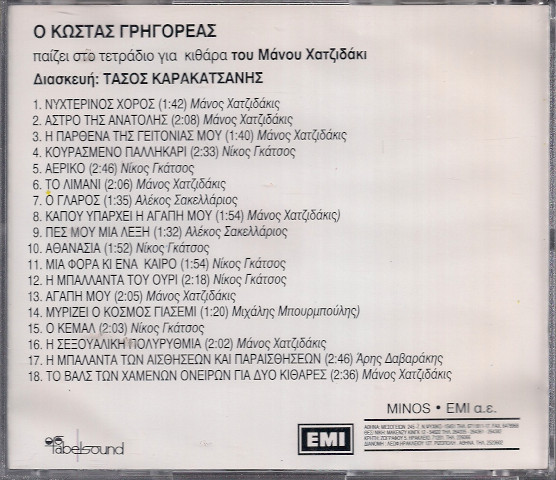 Ο ΚΩΣΤΑΣ ΓΡΗΓΟΡΕΑΣ
παίζει στο τετράδιο για κιθάρα του Μάνου Χατζιδάκι
Διασκευή: ΤΑΣΟΣ ΚΑΡΑΚΑΤΣΑΝΗΣ
1. ΝΥΧΤΕΡΙΝΟΣ ΧΟΡΟΣ (1:42) Μάνος Χατζιδάκις
2. ΑΣΤΡΟ ΤΗΣ ΑΝΑΤΟΛΗΣ (2:08) Μάνος Χατζιδάκις
3. Η ΠΑΡΘΕΝΑ ΤΗΣ ΓΕΙΤΟΝΙΑΣ ΜΟΥ (1:40) Μάνος Χατζιδάκις
4. ΚΟΥΡΑΣΜΕΝΟ ΠΑΛΛΗΚΑΡΙ (2:33) Νίκος Γκάτσος
5. ΑΕΡΙΚΟ (2:46) Νίκος Γκάτσος
6. ΤΟ ΛΙΜΑΝΙ (2:06) Μάνος Χατζιδάκις
7. Ο ΓΛΑΡΟΣ (1:35) Αλέκος Σακελλάριος
8. ΚΑΠΟΥ ΥΠΑΡΧΕΙ Η ΑΓΑΠΗ ΜΟΥ (1:54) Μάνος Χατζιδάκις)
9. ΠΕΣ ΜΟΥ ΜΙΑ ΛΕΞΗ (1:32) Αλέκος Σακελλάριος
10. ΑΘΑΝΑΣΙΑ (1:52) Νίκος Γκάτσος
11. ΜΙΑ ΦΟΡΑ ΚΙ ΕΝΑ ΚΑΙΡΟ (1:54) Νίκος Γκάτσος
12. Η ΜΠΑΛΛΑΝΤΑ ΤΟΥ ΟΥΡΙ (2:18) Νίκος Γκάτσος
13. ΑΓΑΠΗ ΜΟΥ (2:05) Μάνος Χατζιδάκις
14. ΜΥΡΙΖΕΙ Ο ΚΟΣΜΟΣ ΓΙΑΣΕΜΙ (1:20) Μιχάλης Μπουρμπούλης)
15. Ο ΚΕΜΑΛ (2:03) Νίκος Γκάτσος
16. Η ΣΕΞΟΥΑΛΙΚΗ ΠΟΛΥΡΥΘΜΙΑ (2:02) Μάνος Χατζιδάκις
17. Η ΜΠΑΛΑΝΤΑ ΤΩΝ ΑΙΣΘΗΣΕΩΝ ΚΑΙ ΠΑΡΑΙΣΘΗΣΕΩΝ (2:46) Άρης Δαβαράκης
18. ΤΟ ΒΑΛΣ ΤΩΝ ΧΑΜΕΝΩΝ ΟΝΕΙΡΩΝ ΓΙΑ ΔΥΟ ΚΙΘΑΡΕΣ (2:36) Μάνος Χατζιδάκις
MINOS • EMI α.ε.
labelsound
EMI